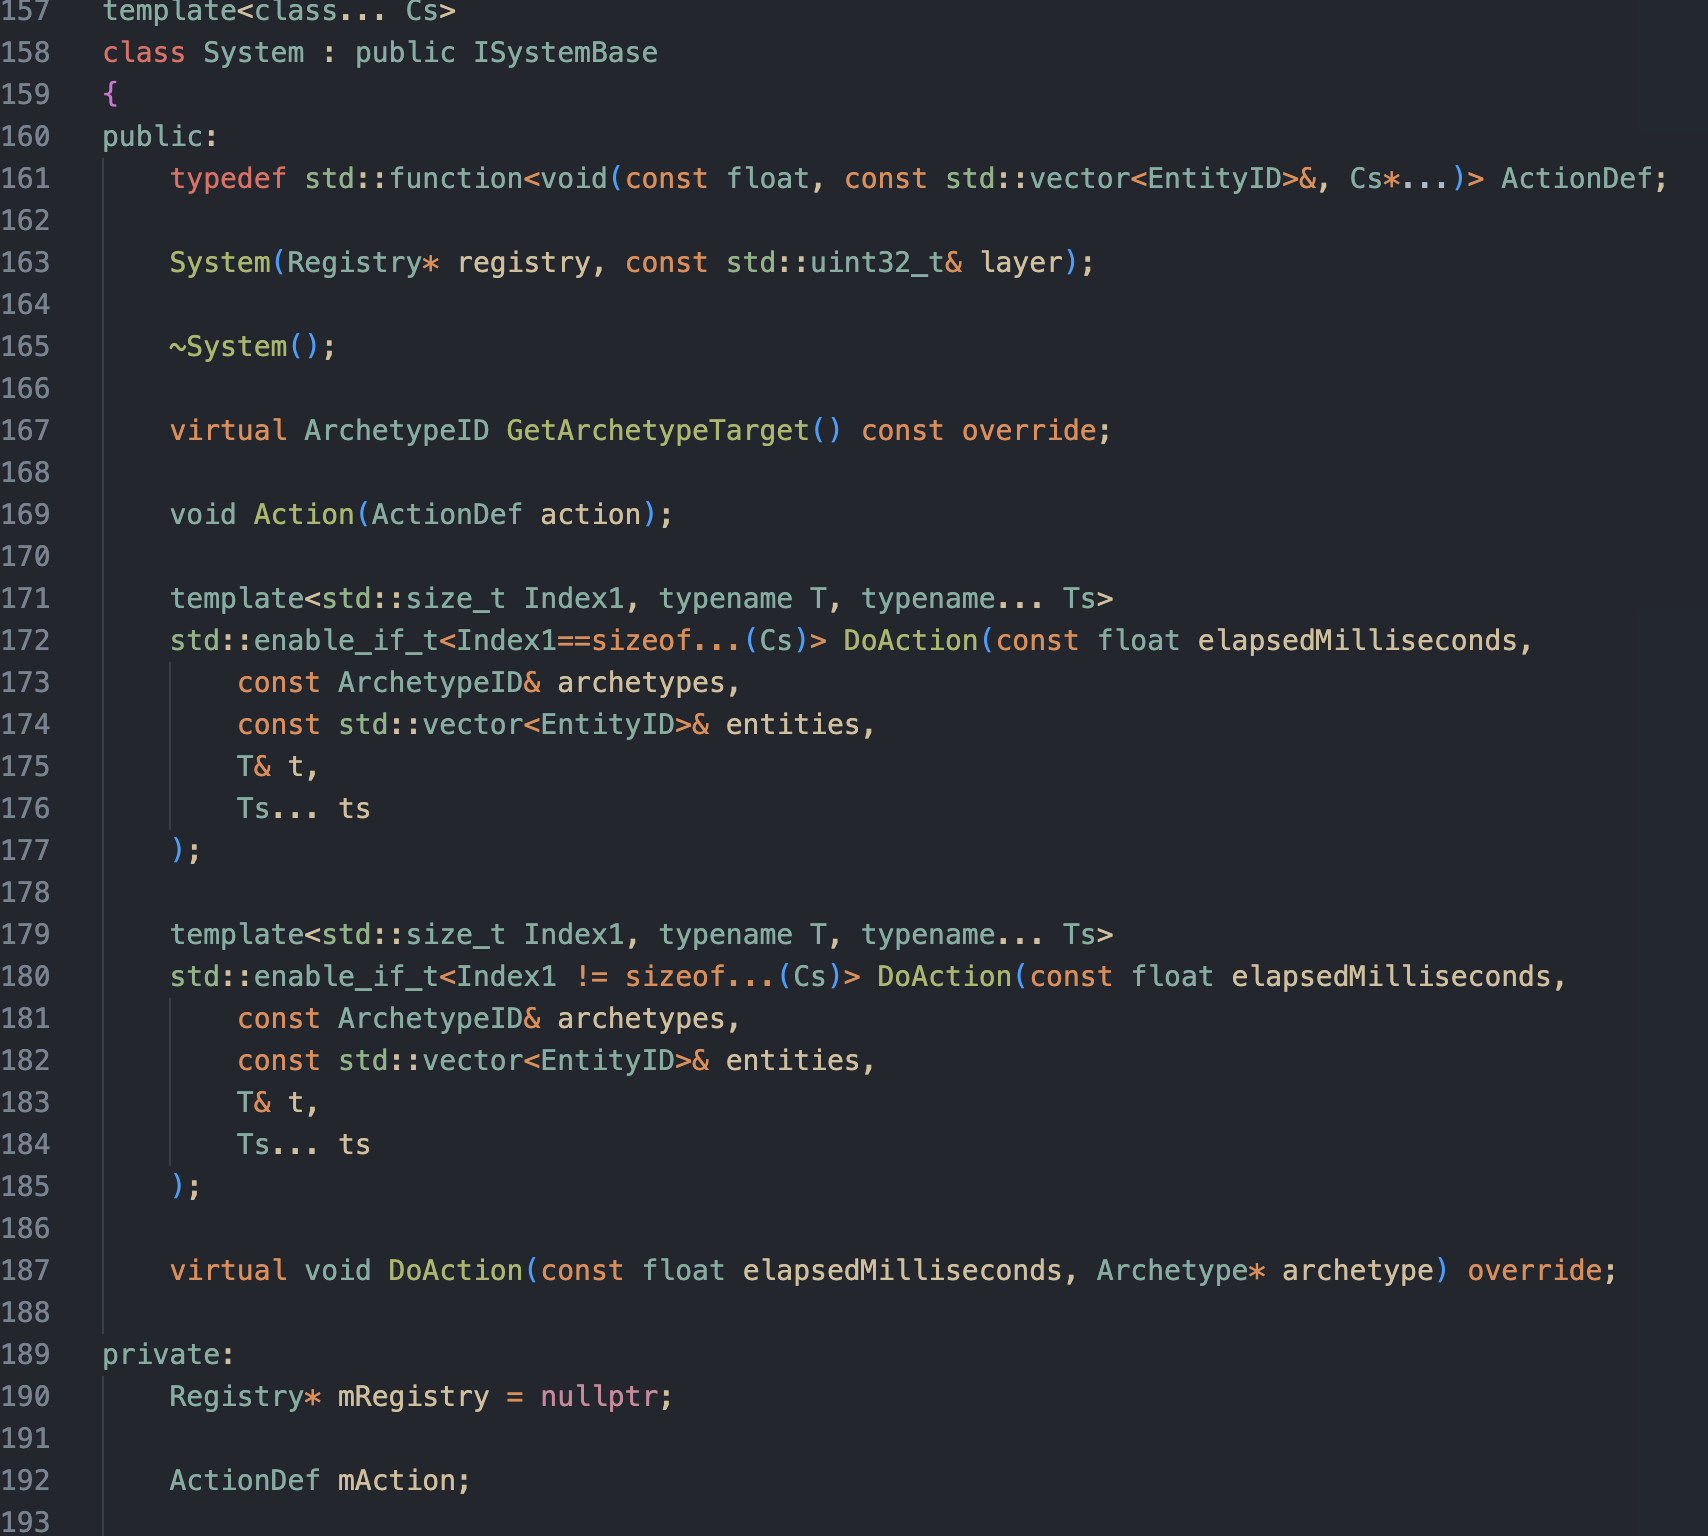 157 template<class... Cs>
158 class System : public ISystemBase
159 {
160 public:
161     typedef std::function<void(const float, const std::vector<EntityID>&, Cs*...)> ActionDef;
162
163     System(Registry* registry, const std::uint32_t& layer);
164
165     ~System();
166
167     virtual ArchetypeID GetArchetypeTarget() const override;
168
169     void Action(ActionDef action);
170
171     template<std::size_t Index1, typename T, typename... Ts>
172     std::enable_if_t<Index1==sizeof...(Cs)> DoAction(const float elapsedMilliseconds,
173         const ArchetypeID& archetypes,
174         const std::vector<EntityID>& entities,
175         T& t,
176         Ts... ts
177     );
178
179     template<std::size_t Index1, typename T, typename... Ts>
180     std::enable_if_t<Index1 != sizeof...(Cs)> DoAction(const float elapsedMilliseconds,
181         const ArchetypeID& archetypes,
182         const std::vector<EntityID>& entities,
183         T& t,
184         Ts... ts
185     );
186
187     virtual void DoAction(const float elapsedMilliseconds, Archetype* archetype) override;
188
189 private:
190     Registry* mRegistry = nullptr;
191
192     ActionDef mAction;
193